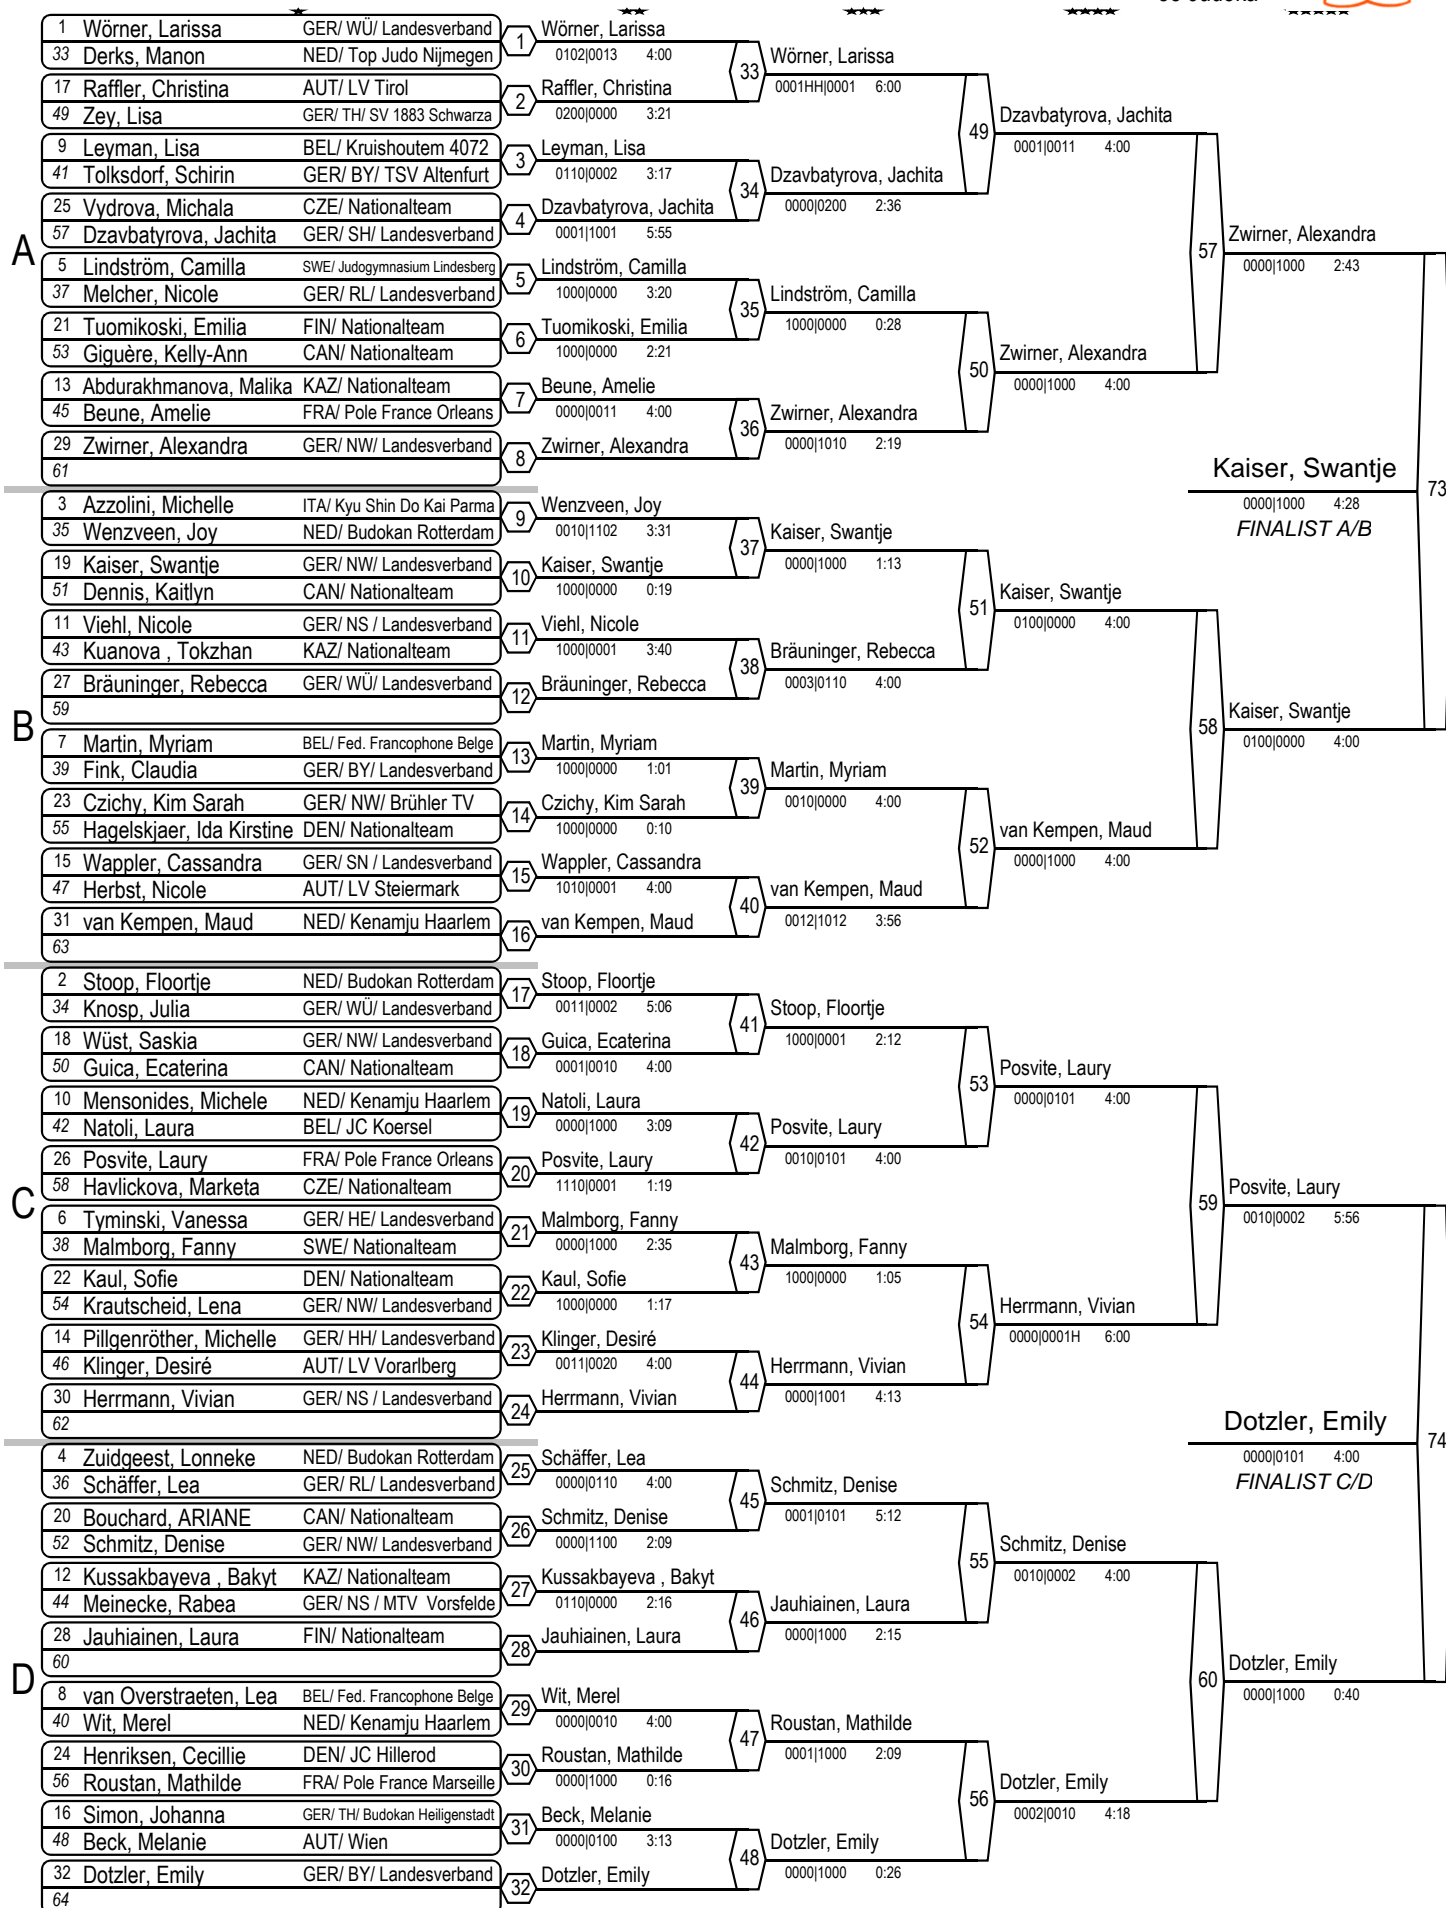 1 Wörner, Larissa GER/ WÜ/ Landesverband
33 Derks, Manon NED/ Top Judo Nijmegen
1 Wörner, Larissa
0102|0013 4:00
17 Raffler, Christina AUT/ LV Tirol
49 Zey, Lisa GER/ TH/ SV 1883 Schwarza
2 Raffler, Christina
0200|0000 3:21
33 Wörner, Larissa
0001HH|0001 6:00
9 Leyman, Lisa BEL/ Kruishoutem 4072
41 Tolksdorf, Schirin GER/ BY/ TSV Altenfurt
3 Leyman, Lisa
0110|0002 3:17
25 Vydrova, Michala CZE/ Nationalteam
57 Dzavbatyrova, Jachita GER/ SH/ Landesverband
4 Dzavbatyrova, Jachita
0001|1001 5:55
34 Dzavbatyrova, Jachita
0000|0200 2:36
49 Dzavbatyrova, Jachita
0001|0011 4:00
A
5 Lindström, Camilla SWE/ Judogymnasium Lindesberg
37 Melcher, Nicole GER/ RL/ Landesverband
5 Lindström, Camilla
1000|0000 3:20
21 Tuomikoski, Emilia FIN/ Nationalteam
53 Giguère, Kelly-Ann CAN/ Nationalteam
6 Tuomikoski, Emilia
1000|0000 2:21
35 Lindström, Camilla
1000|0000 0:28
13 Abdurakhmanova, Malika KAZ/ Nationalteam
45 Beune, Amelie FRA/ Pole France Orleans
7 Beune, Amelie
0000|0011 4:00
29 Zwirner, Alexandra GER/ NW/ Landesverband
61
8 Zwirner, Alexandra
36 Zwirner, Alexandra
0000|1010 2:19
50 Zwirner, Alexandra
0000|1000 4:00
57 Zwirner, Alexandra
0000|1000 2:43
Kaiser, Swantje
0000|1000 4:28
FINALIST A/B
73
3 Azzolini, Michelle ITA/ Kyu Shin Do Kai Parma
35 Wenzveen, Joy NED/ Budokan Rotterdam
9 Wenzveen, Joy
0010|1102 3:31
19 Kaiser, Swantje GER/ NW/ Landesverband
51 Dennis, Kaitlyn CAN/ Nationalteam
10 Kaiser, Swantje
1000|0000 0:19
37 Kaiser, Swantje
0000|1000 1:13
11 Viehl, Nicole GER/ NS / Landesverband
43 Kuanova , Tokzhan KAZ/ Nationalteam
11 Viehl, Nicole
1000|0001 3:40
27 Bräuninger, Rebecca GER/ WÜ/ Landesverband
59
12 Bräuninger, Rebecca
38 Bräuninger, Rebecca
0003|0110 4:00
51 Kaiser, Swantje
0100|0000 4:00
B
7 Martin, Myriam BEL/ Fed. Francophone Belge
39 Fink, Claudia GER/ BY/ Landesverband
13 Martin, Myriam
1000|0000 1:01
23 Czichy, Kim Sarah GER/ NW/ Brühler TV
55 Hagelskjaer, Ida Kirstine DEN/ Nationalteam
14 Czichy, Kim Sarah
1000|0000 0:10
39 Martin, Myriam
0010|0000 4:00
15 Wappler, Cassandra GER/ SN / Landesverband
47 Herbst, Nicole AUT/ LV Steiermark
15 Wappler, Cassandra
1010|0001 4:00
31 van Kempen, Maud NED/ Kenamju Haarlem
63
16 van Kempen, Maud
40 van Kempen, Maud
0012|1012 3:56
52 van Kempen, Maud
0000|1000 4:00
58 Kaiser, Swantje
0100|0000 4:00
2 Stoop, Floortje NED/ Budokan Rotterdam
34 Knosp, Julia GER/ WÜ/ Landesverband
17 Stoop, Floortje
0011|0002 5:06
18 Wüst, Saskia GER/ NW/ Landesverband
50 Guica, Ecaterina CAN/ Nationalteam
18 Guica, Ecaterina
0001|0010 4:00
41 Stoop, Floortje
1000|0001 2:12
10 Mensonides, Michele NED/ Kenamju Haarlem
42 Natoli, Laura BEL/ JC Koersel
19 Natoli, Laura
0000|1000 3:09
26 Posvite, Laury FRA/ Pole France Orleans
58 Havlickova, Marketa CZE/ Nationalteam
20 Posvite, Laury
1110|0001 1:19
42 Posvite, Laury
0010|0101 4:00
53 Posvite, Laury
0000|0101 4:00
C
6 Tyminski, Vanessa GER/ HE/ Landesverband
38 Malmborg, Fanny SWE/ Nationalteam
21 Malmborg, Fanny
0000|1000 2:35
22 Kaul, Sofie DEN/ Nationalteam
54 Krautscheid, Lena GER/ NW/ Landesverband
22 Kaul, Sofie
1000|0000 1:17
43 Malmborg, Fanny
1000|0000 1:05
14 Pillgenröther, Michelle GER/ HH/ Landesverband
46 Klinger, Desiré AUT/ LV Vorarlberg
23 Klinger, Desiré
0011|0020 4:00
30 Herrmann, Vivian GER/ NS / Landesverband
62
24 Herrmann, Vivian
44 Herrmann, Vivian
0000|1001 4:13
54 Herrmann, Vivian
0000|0001H 6:00
59 Posvite, Laury
0010|0002 5:56
Dotzler, Emily
0000|0101 4:00
FINALIST C/D
74
4 Zuidgeest, Lonneke NED/ Budokan Rotterdam
36 Schäffer, Lea GER/ RL/ Landesverband
25 Schäffer, Lea
0000|0110 4:00
20 Bouchard, ARIANE CAN/ Nationalteam
52 Schmitz, Denise GER/ NW/ Landesverband
26 Schmitz, Denise
0000|1100 2:09
45 Schmitz, Denise
0001|0101 5:12
12 Kussakbayeva , Bakyt KAZ/ Nationalteam
44 Meinecke, Rabea GER/ NS / MTV Vorsfelde
27 Kussakbayeva , Bakyt
0110|0000 2:16
28 Jauhiainen, Laura FIN/ Nationalteam
60
28 Jauhiainen, Laura
46 Jauhiainen, Laura
0000|1000 2:15
55 Schmitz, Denise
0010|0002 4:00
D
8 van Overstraeten, Lea BEL/ Fed. Francophone Belge
40 Wit, Merel NED/ Kenamju Haarlem
29 Wit, Merel
0000|0010 4:00
24 Henriksen, Cecillie DEN/ JC Hillerod
56 Roustan, Mathilde FRA/ Pole France Marseille
30 Roustan, Mathilde
0000|1000 0:16
47 Roustan, Mathilde
0001|1000 2:09
16 Simon, Johanna GER/ TH/ Budokan Heiligenstadt
48 Beck, Melanie AUT/ Wien
31 Beck, Melanie
0000|0100 3:13
32 Dotzler, Emily GER/ BY/ Landesverband
64
32 Dotzler, Emily
48 Dotzler, Emily
0000|1000 0:26
56 Dotzler, Emily
0002|0010 4:18
60 Dotzler, Emily
0000|1000 0:40